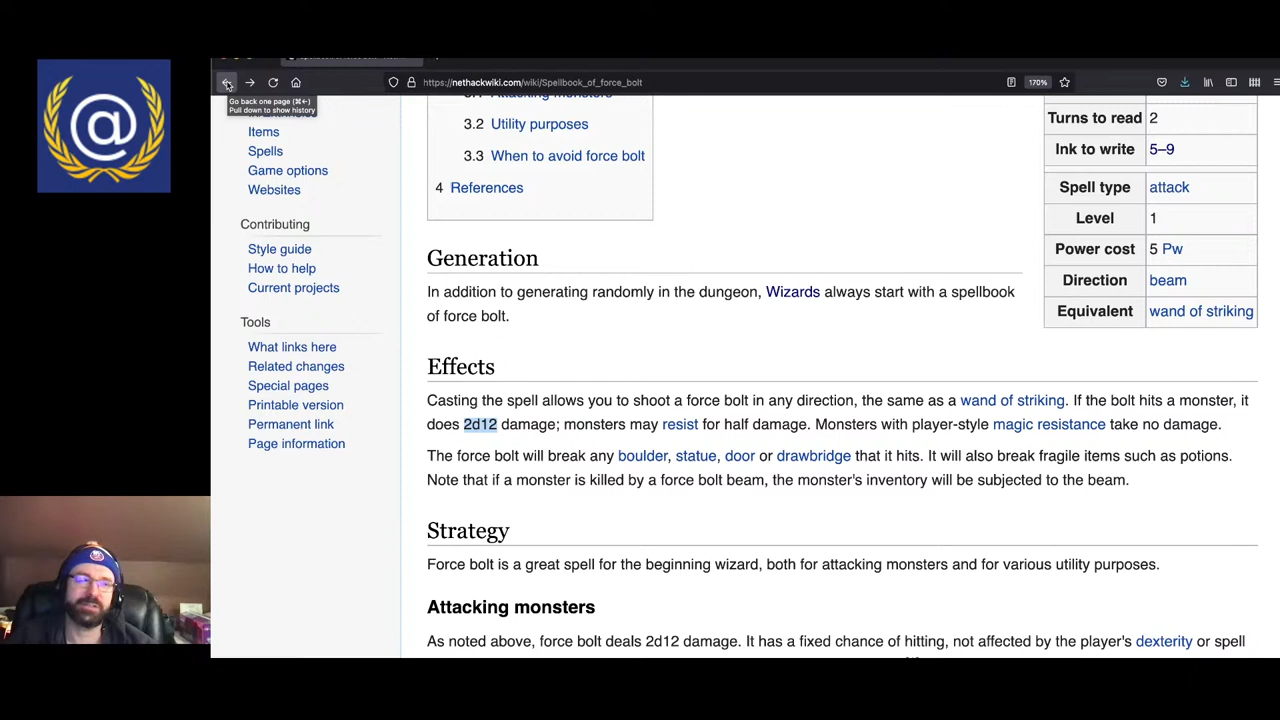 https://nethackwiki.com/wiki/Spellbook_of_force_bolt
170%
Go back one page (⌘←)
Pull down to show history
Items
Spells
Game options
Websites
Contributing
Style guide
How to help
Current projects
Tools
What links here
Related changes
Special pages
Printable version
Permanent link
Page information
@
3.1 Attacking monsters
3.2 Utility purposes
3.3 When to avoid force bolt
4 References
Turns to read 2
Ink to write 5–9
Spell type attack
Level 1
Power cost 5 Pw
Direction beam
Equivalent wand of striking
Generation
In addition to generating randomly in the dungeon, Wizards always start with a spellbook
of force bolt.
Effects
Casting the spell allows you to shoot a force bolt in any direction, the same as a wand of striking. If the bolt hits a monster, it
does 2d12 damage; monsters may resist for half damage. Monsters with player-style magic resistance take no damage.
The force bolt will break any boulder, statue, door or drawbridge that it hits. It will also break fragile items such as potions.
Note that if a monster is killed by a force bolt beam, the monster's inventory will be subjected to the beam.
Strategy
Force bolt is a great spell for the beginning wizard, both for attacking monsters and for various utility purposes.
Attacking monsters
As noted above, force bolt deals 2d12 damage. It has a fixed chance of hitting, not affected by the player's dexterity or spell